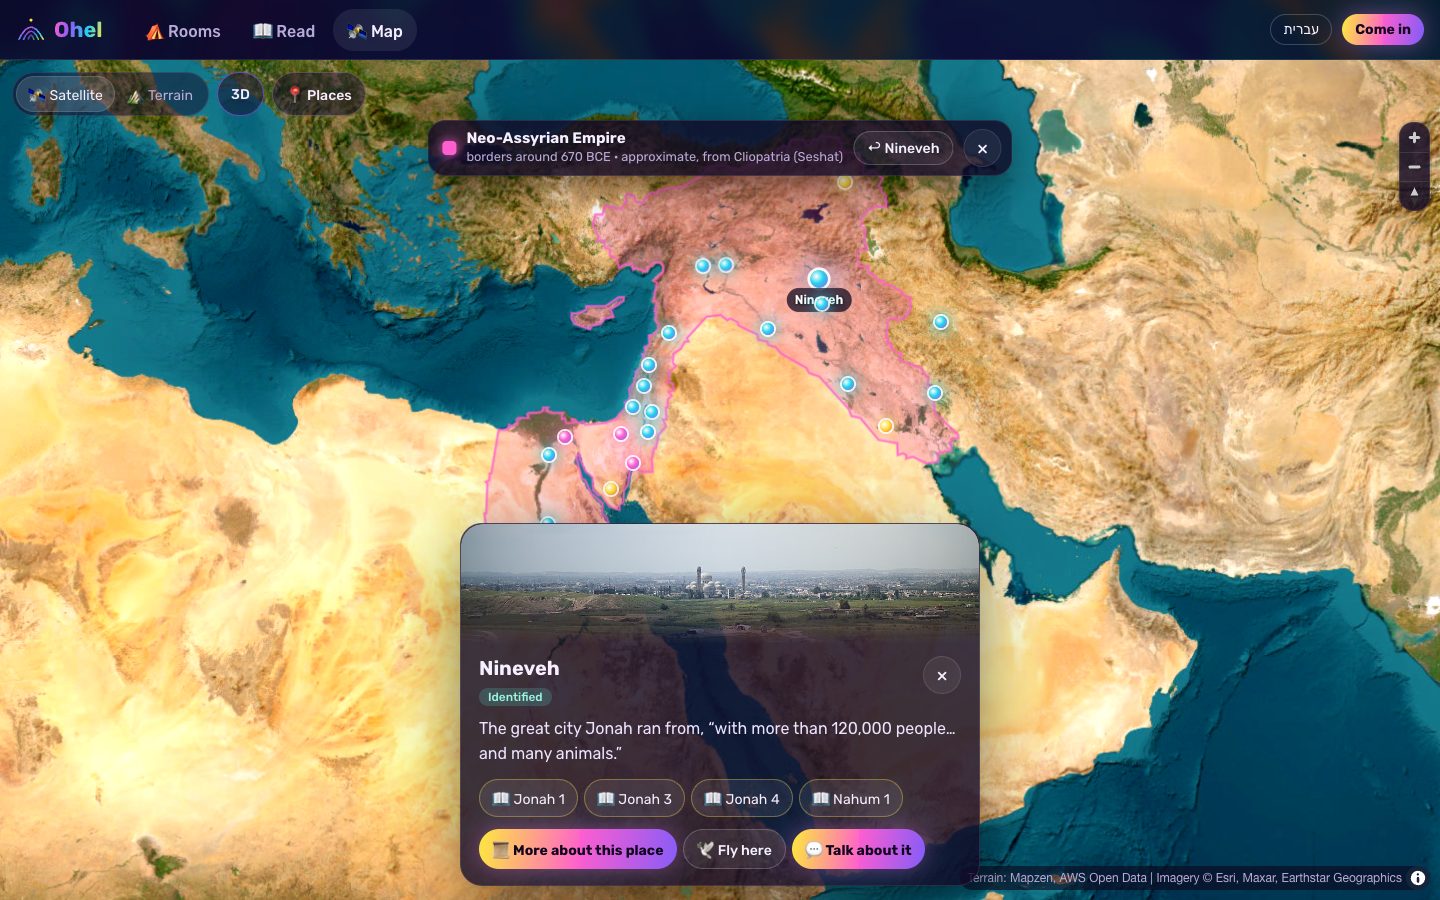 Ohel
Rooms
Read
Map
עברית
Come in
Satellite
Terrain
3D
Places
Neo-Assyrian Empire
borders around 670 BCE • approximate, from Cliopatria (Seshat)
↩ Nineveh
×
+
−
Nineveh
Nineveh
×
Identified
The great city Jonah ran from, “with more than 120,000 people…
and many animals.”
Jonah 1
Jonah 3
Jonah 4
Nahum 1
More about this place
Fly here
Talk about it
Terrain: Mapzen, AWS Open Data | Imagery © Esri, Maxar, Earthstar Geographics